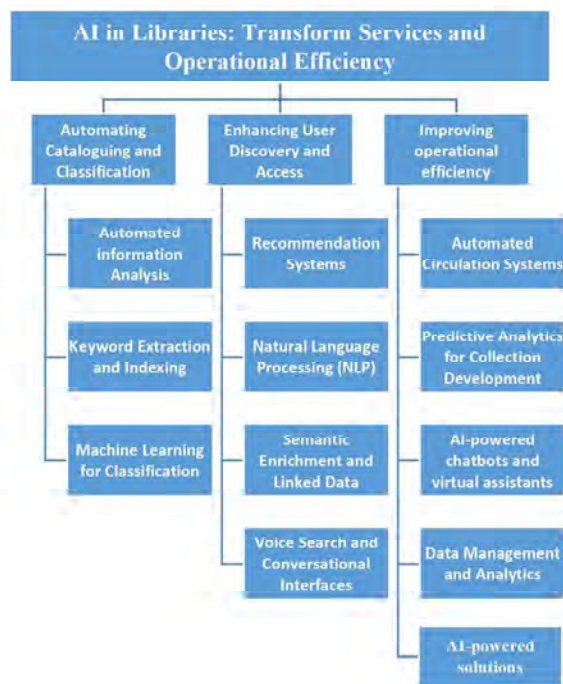 AI in Libraries: Transform Services and
Operational Efficiency
Automating
Cataloguing and
Classification
Enhancing User
Discovery and
Access
Improving
operational
efficiency
Automated
Information
Analysis
Recommendation
Systems
Automated
Circulation Systems
Keyword Extraction
and Indexing
Natural Language
Processing (NLP)
Predictive Analytics
for Collection
Development
Machine Learning
for Classification
Semantic
Enrichment and
Linked Data
AI-powered
chatbots and
virtual assistants
Voice Search and
Conversational
Interfaces
Data Management
and Analytics
AI-powered
solutions